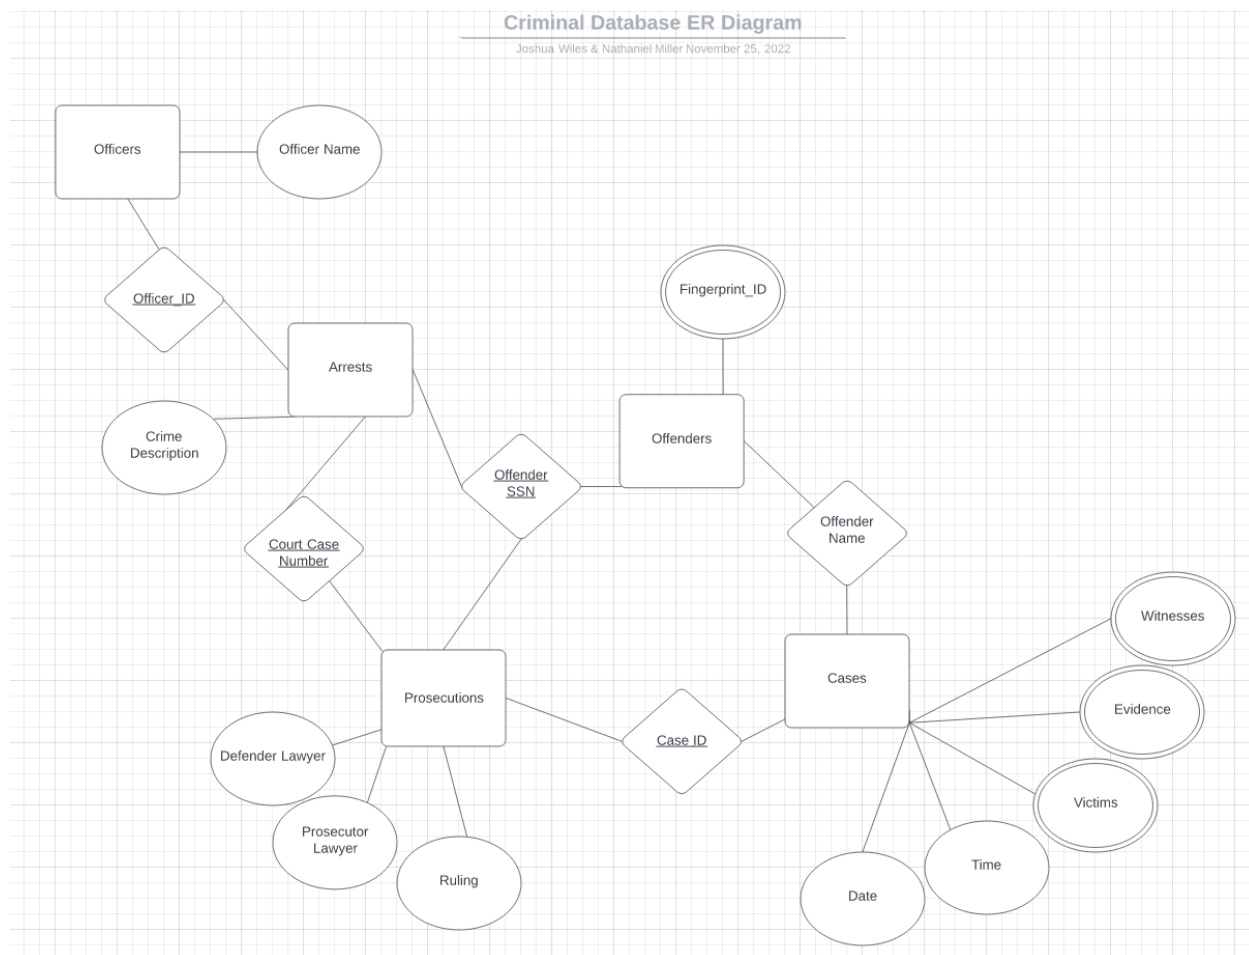 Criminal Database ER Diagram
Joshua Wiles & Nathaniel Miller November 25, 2022
Officers
Officer Name
Officer_ID
Fingerprint_ID
Arrests
Crime
Description
Offenders
Offender
SSN
Offender
Name
Court Case
Number
Witnesses
Cases
Prosecutions
Evidence
Case ID
Defender Lawyer
Victims
Prosecutor
Lawyer
Time
Ruling
Date